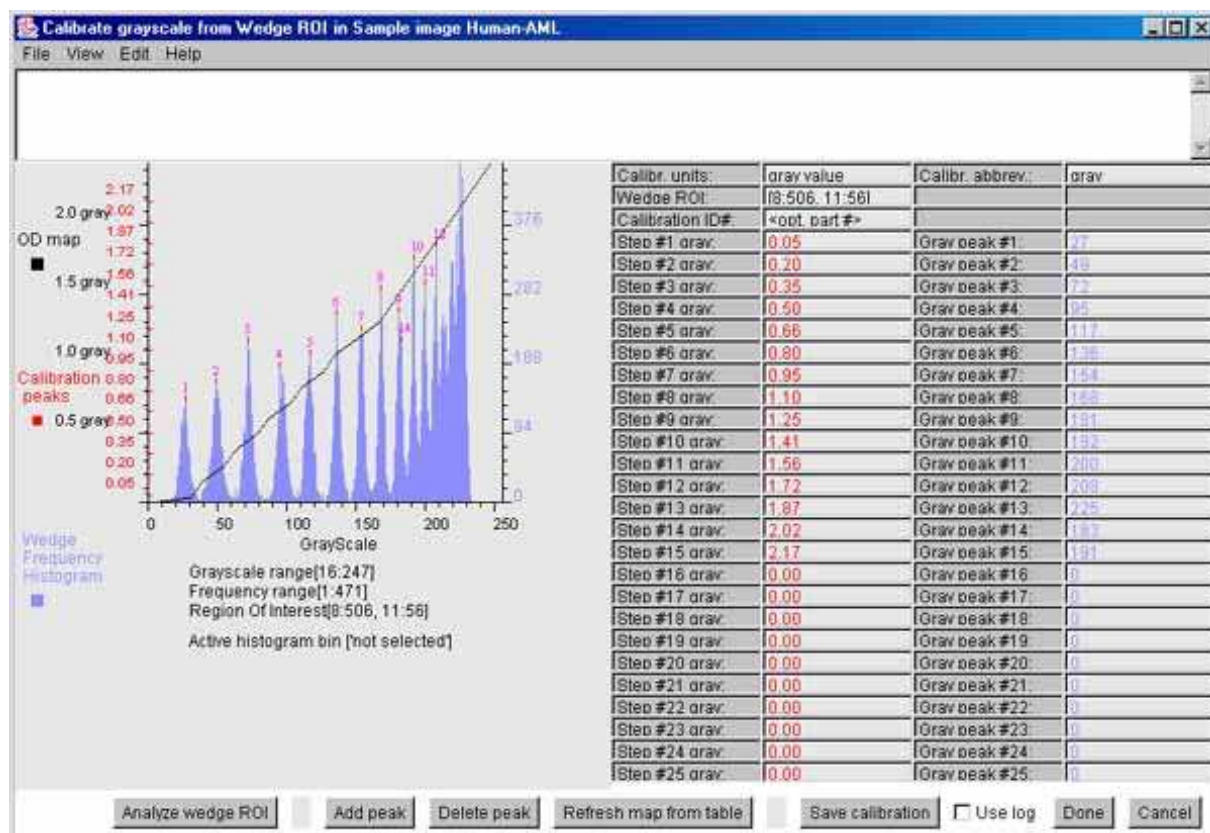 Calibrate grayscale from Wedge ROI in Sample image Human-AML
File View Edit Help
2.17
2.0 gray 2.02
OD map 1.87
1.72
1.56
1.5 gray
1.41
1.25
1.10
1.0 gray 0.95
Calibration 0.80
peaks 0.66
0.5 gray 0.50
0.35
0.20
0.05
376
282
188
94
0
1 2 3 4 5 6 7 8 9 10 11 14
0 50 100 150 200 250
GrayScale
Wedge
Frequency
Histogram
Grayscale range[16:247]
Frequency range[1:471]
Region Of Interest[8:506, 11:56]
Active histogram bin ['not selected']
Calibr. units: gray value Calibr. abbrev.: gray
Wedge ROI: [8:506, 11:56]
Calibration ID#: <opt. part #>
Step #1 gray: 0.05 Gray peak #1: 27
Step #2 gray: 0.20 Gray peak #2: 49
Step #3 gray: 0.35 Gray peak #3: 72
Step #4 gray: 0.50 Gray peak #4: 95
Step #5 gray: 0.66 Gray peak #5: 117
Step #6 gray: 0.80 Gray peak #6: 136
Step #7 gray: 0.95 Gray peak #7: 154
Step #8 gray: 1.10 Gray peak #8: 168
Step #9 gray: 1.25 Gray peak #9:
Step #10 gray: 1.41 Gray peak #10: 192
Step #11 gray: 1.56 Gray peak #11: 200
Step #12 gray: 1.72 Gray peak #12:
Step #13 gray: 1.87 Gray peak #13: 225
Step #14 gray: 2.02 Gray peak #14: 183
Step #15 gray: 2.17 Gray peak #15: 191
Step #16 gray: 0.00 Gray peak #16: 0
Step #17 gray: 0.00 Gray peak #17: 0
Step #18 gray: 0.00 Gray peak #18: 0
Step #19 gray: 0.00 Gray peak #19: 0
Step #20 gray: 0.00 Gray peak #20: 0
Step #21 gray: 0.00 Gray peak #21: 0
Step #22 gray: 0.00 Gray peak #22: 0
Step #23 gray: 0.00 Gray peak #23: 0
Step #24 gray: 0.00 Gray peak #24: 0
Step #25 gray: 0.00 Gray peak #25: 0
Analyze wedge ROI Add peak Delete peak Refresh map from table Save calibration Use log Done Cancel